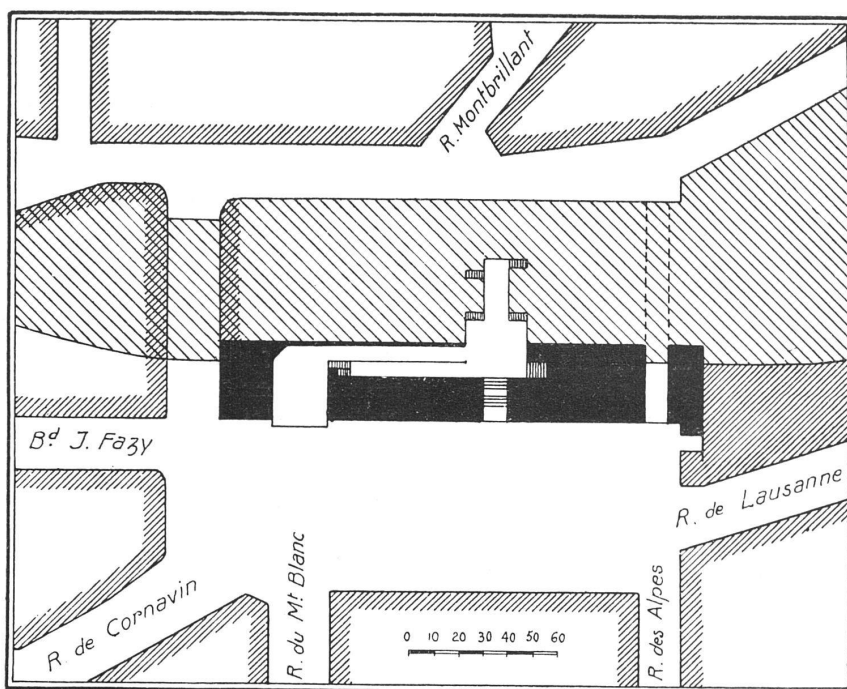 R. Montbrillant
Bᵈ J. Fazy
R. de Lausanne
R. de Cornavin
R. du Mᵗ Blanc
R. des Alpes
0 10 20 30 40 50 60